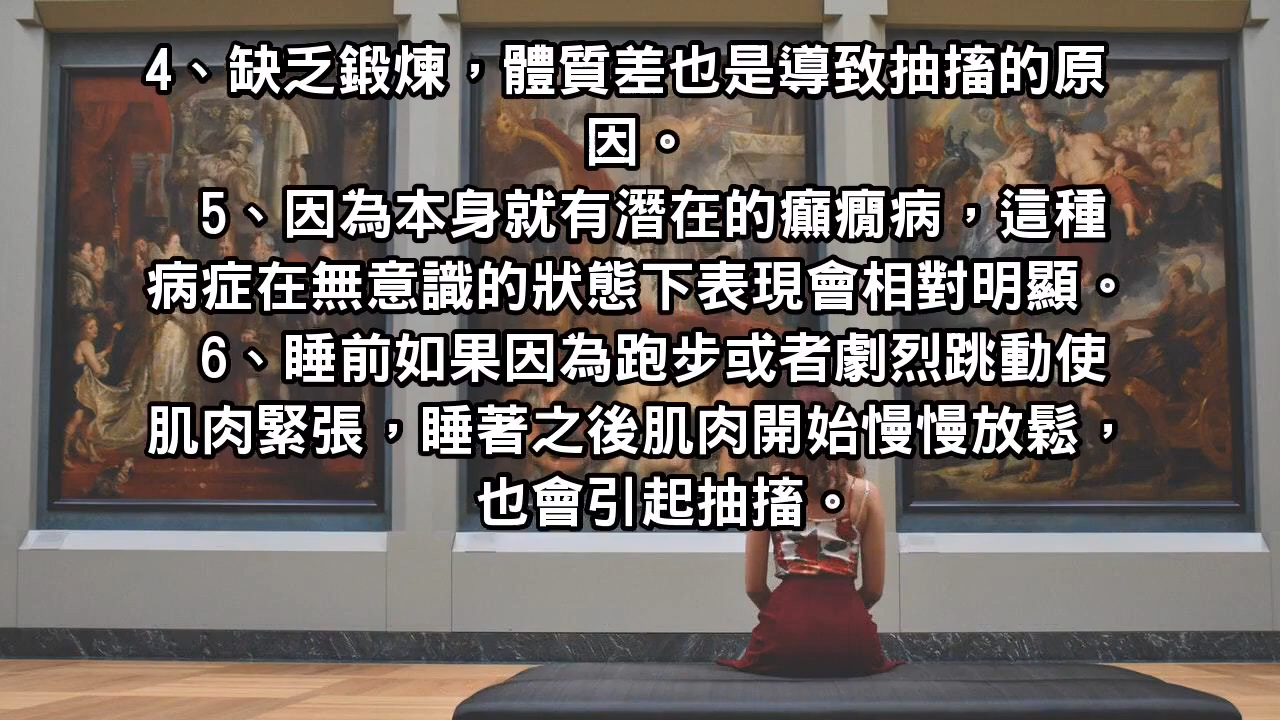 4、缺乏鍛煉，體質差也是導致抽搐的原
因。
5、因為本身就有潛在的癲癇病，這種
病症在無意識的狀態下表現會相對明顯。
6、睡前如果因為跑步或者劇烈跳動使
肌肉緊張，睡著之後肌肉開始慢慢放鬆，
也會引起抽搐。